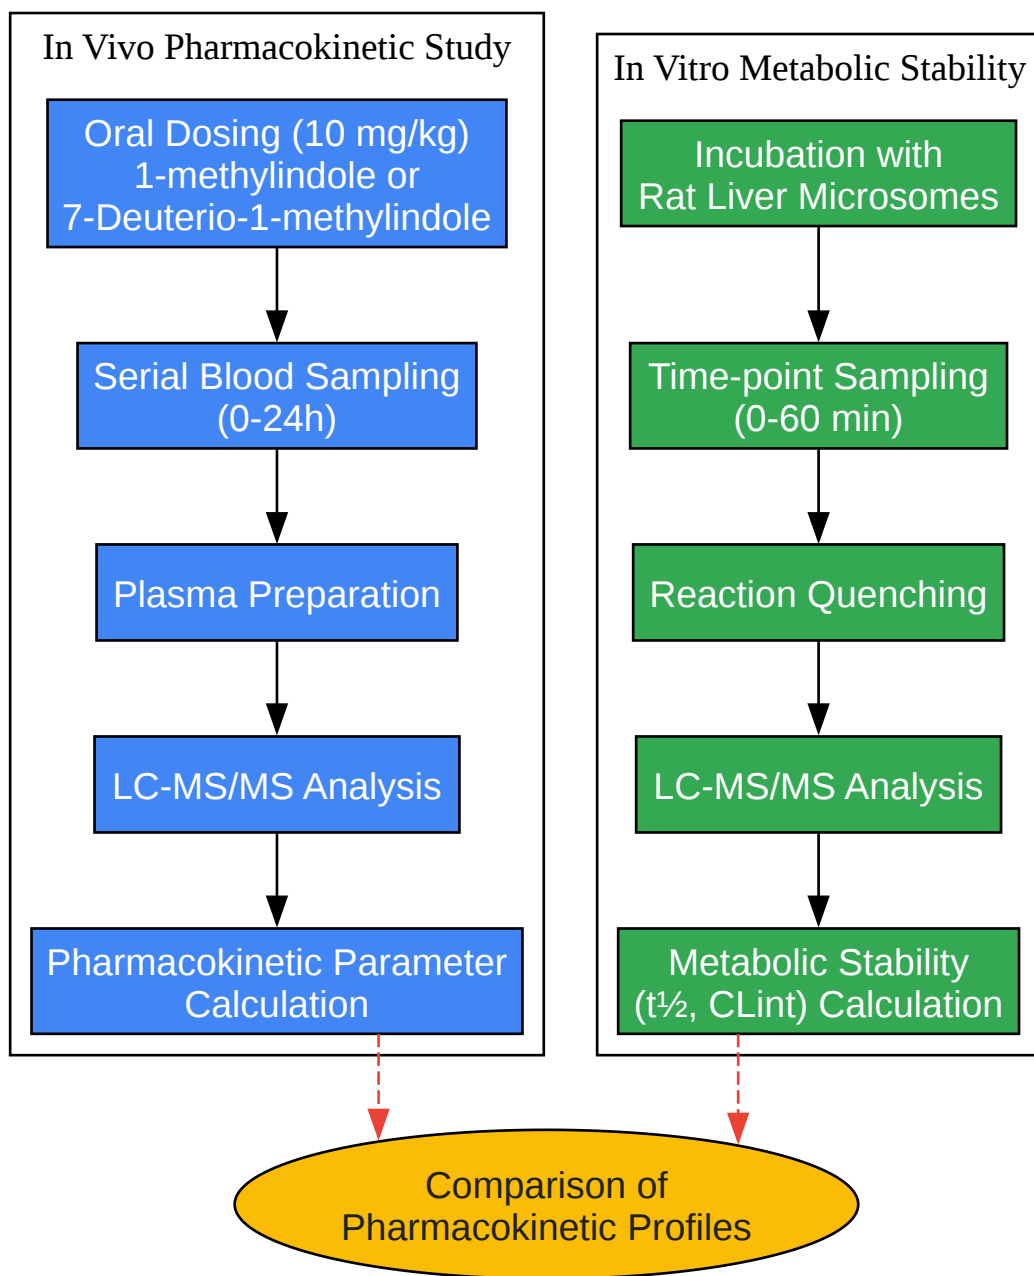 In Vivo Pharmacokinetic Study
Oral Dosing (10 mg/kg)
1-methylindole or
7-Deuterio-1-methylindole
Serial Blood Sampling
(0-24h)
Plasma Preparation
LC-MS/MS Analysis
Pharmacokinetic Parameter
Calculation
In Vitro Metabolic Stability
Incubation with
Rat Liver Microsomes
Time-point Sampling
(0-60 min)
Reaction Quenching
LC-MS/MS Analysis
Metabolic Stability
(t½, CLint) Calculation
Comparison of
Pharmacokinetic Profiles